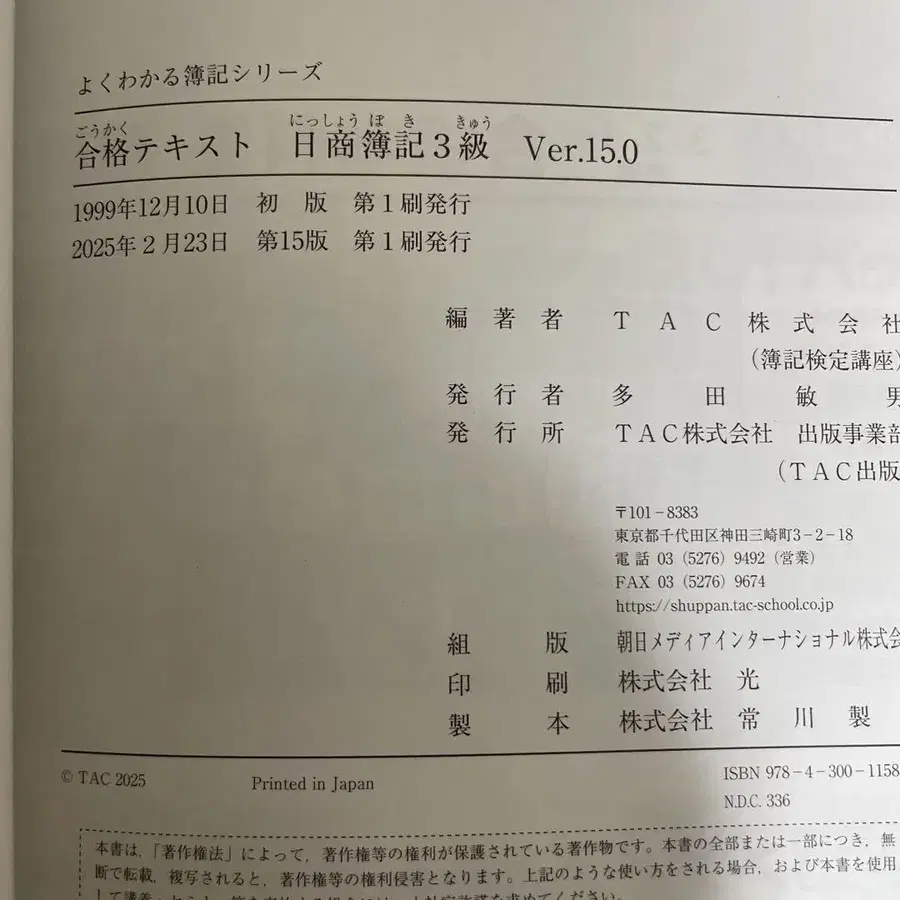 よくわかる簿記シリーズ
ごうかく にっしょう ぼ き きゅう
合格テキスト 日商簿記3級 Ver.15.0
1999年12月10日 初 版 第1刷発行
2025年2月23日 第15版 第1刷発行
編 著 者 TAC株式会社
(簿記検定講座)
発 行 者 多 田 敏 男
発 行 所 TAC株式会社 出版事業部
(TAC出版
〒101-8383
東京都千代田区神田三崎町3-2-18
電話 03 (5276) 9492 (営業)
FAX 03 (5276) 9674
https://shuppan.tac-school.co.jp
組 版 朝日メディアインターナショナル株式会
印 刷 株式会社 光
製 本 株式会社 常 川 製
© TAC 2025 Printed in Japan ISBN 978-4-300-1158
N.D.C. 336
本書は,「著作権法」によって, 著作権等の権利が保護されている著作物です。本書の全部または一部につき, 無
断で転載, 複写されると, 著作権等の権利侵害となります。上記のような使い方をされる場合, および本書を使用